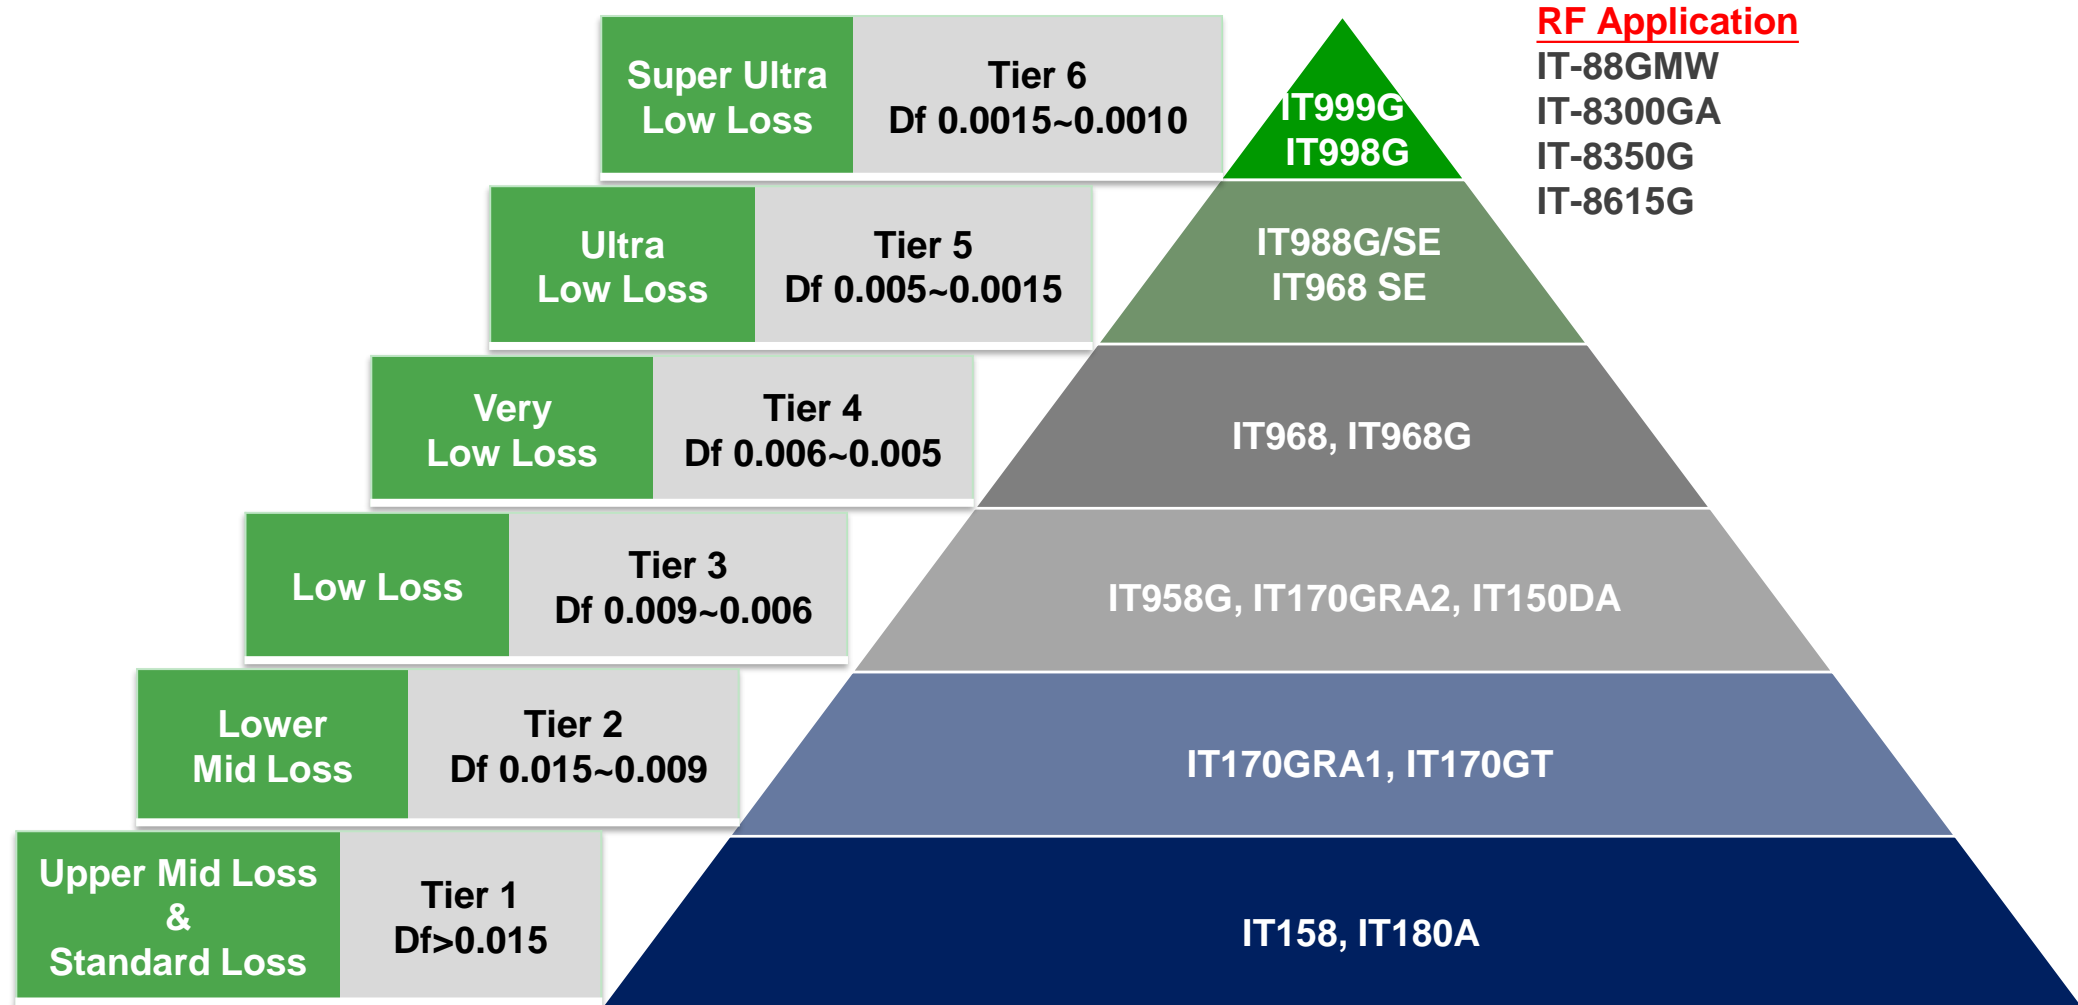 Super Ultra
Low Loss
Tier 6
Df 0.0015~0.0010
IT999G
IT998G
RF Application
IT-88GMW
IT-8300GA
IT-8350G
IT-8615G
Ultra
Low Loss
Tier 5
Df 0.005~0.0015
IT988G/SE
IT968 SE
Very
Low Loss
Tier 4
Df 0.006~0.005
IT968, IT968G
Low Loss
Tier 3
Df 0.009~0.006
IT958G, IT170GRA2, IT150DA
Lower
Mid Loss
Tier 2
Df 0.015~0.009
IT170GRA1, IT170GT
Upper Mid Loss
&
Standard Loss
Tier 1
Df>0.015
IT158, IT180A